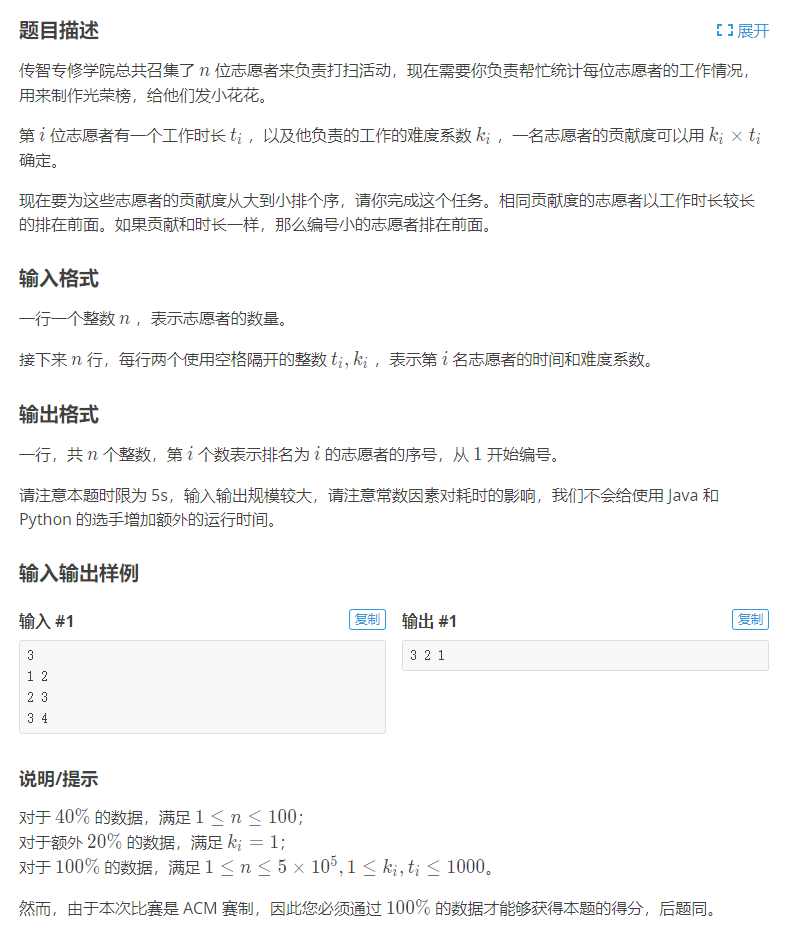 题目描述
展开
传智专修学院总共召集了 n 位志愿者来负责打扫活动，现在需要你负责帮忙统计每位志愿者的工作情况，
用来制作光荣榜，给他们发小花花。
第 i 位志愿者有一个工作时长 tᵢ ，以及他负责的工作的难度系数 kᵢ ，一名志愿者的贡献度可以用 kᵢ × tᵢ
确定。
现在要为这些志愿者的贡献度从大到小排个序，请你完成这个任务。相同贡献度的志愿者以工作时长较长
的排在前面。如果贡献和时长一样，那么编号小的志愿者排在前面。
输入格式
一行一个整数 n ，表示志愿者的数量。
接下来 n 行，每行两个使用空格隔开的整数 tᵢ, kᵢ ，表示第 i 名志愿者的时间和难度系数。
输出格式
一行，共 n 个整数，第 i 个数表示排名为 i 的志愿者的序号，从 1 开始编号。
请注意本题时限为 5s，输入输出规模较大，请注意常数因素对耗时的影响，我们不会给使用 Java 和
Python 的选手增加额外的运行时间。
输入输出样例
输入 #1
复制
3
1 2
2 3
3 4
输出 #1
复制
3 2 1
说明/提示
对于 40% 的数据，满足 1 ≤ n ≤ 100；
对于额外 20% 的数据，满足 kᵢ = 1；
对于 100% 的数据，满足 1 ≤ n ≤ 5 × 10⁵, 1 ≤ kᵢ, tᵢ ≤ 1000。
然而，由于本次比赛是 ACM 赛制，因此您必须通过 100% 的数据才能够获得本题的得分，后题同。